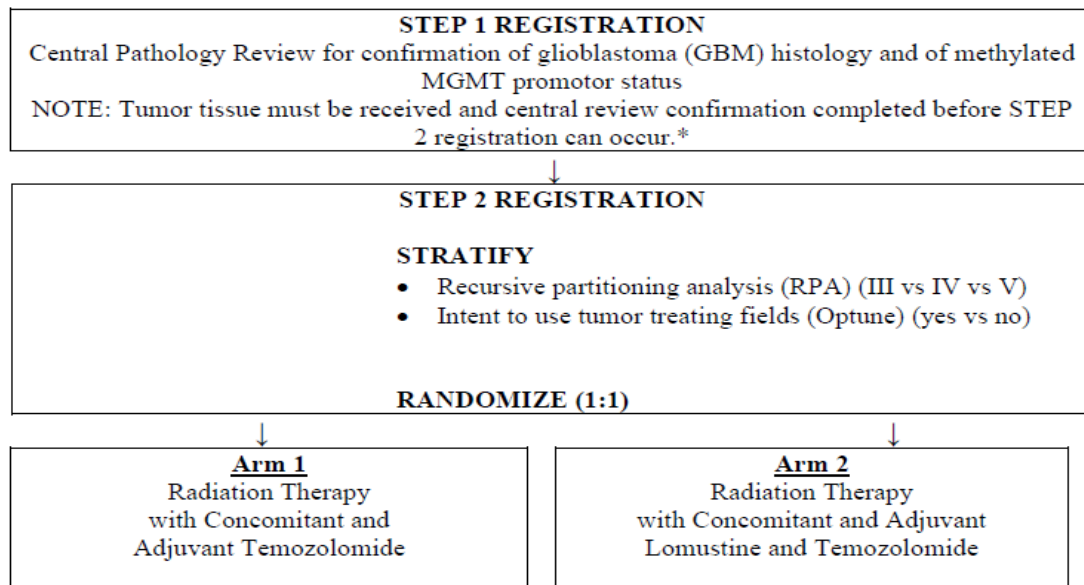 STEP 1 REGISTRATION
Central Pathology Review for confirmation of glioblastoma (GBM) histology and of methylated
MGMT promotor status
NOTE: Tumor tissue must be received and central review confirmation completed before STEP
2 registration can occur.*
↓
STEP 2 REGISTRATION
STRATIFY
• Recursive partitioning analysis (RPA) (III vs IV vs V)
• Intent to use tumor treating fields (Optune) (yes vs no)
RANDOMIZE (1:1)
↓ ↓
Arm 1
Radiation Therapy
with Concomitant and
Adjuvant Temozolomide
Arm 2
Radiation Therapy
with Concomitant and Adjuvant
Lomustine and Temozolomide